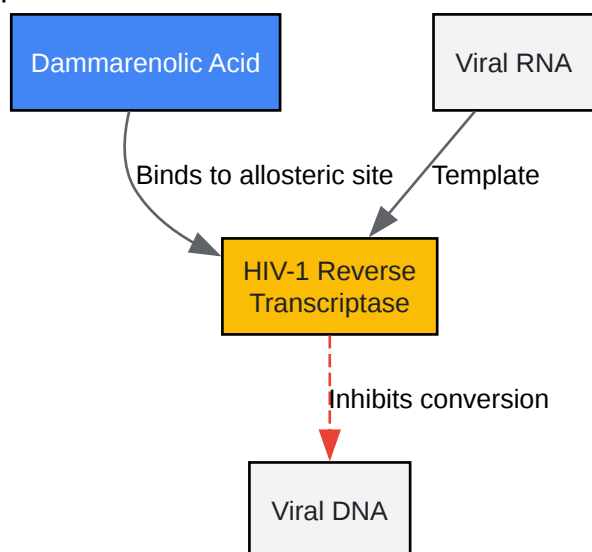 Dammarenolic Acid
Viral RNA
Binds to allosteric site
Template
HIV-1 Reverse
Transcriptase
Inhibits conversion
Viral DNA